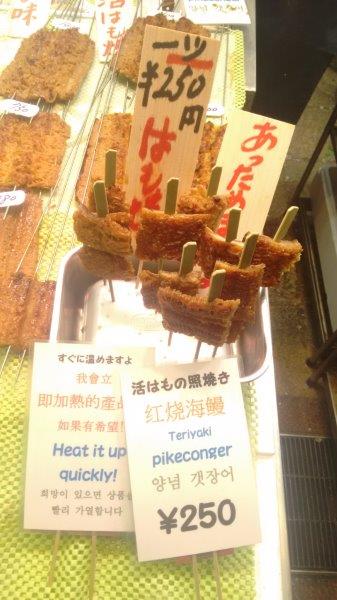 活はも焼
一ツ
¥250円
はも
あっため
すぐに温めますよ
我會立
即加熱的產品
如果有希望!
Heat it up
quickly!
희망이 있으면 상품을
빨리 가열합니다
活はもの照焼き
红烧海鳗
Teriyaki
pikeconger
양념 갯장어
¥250